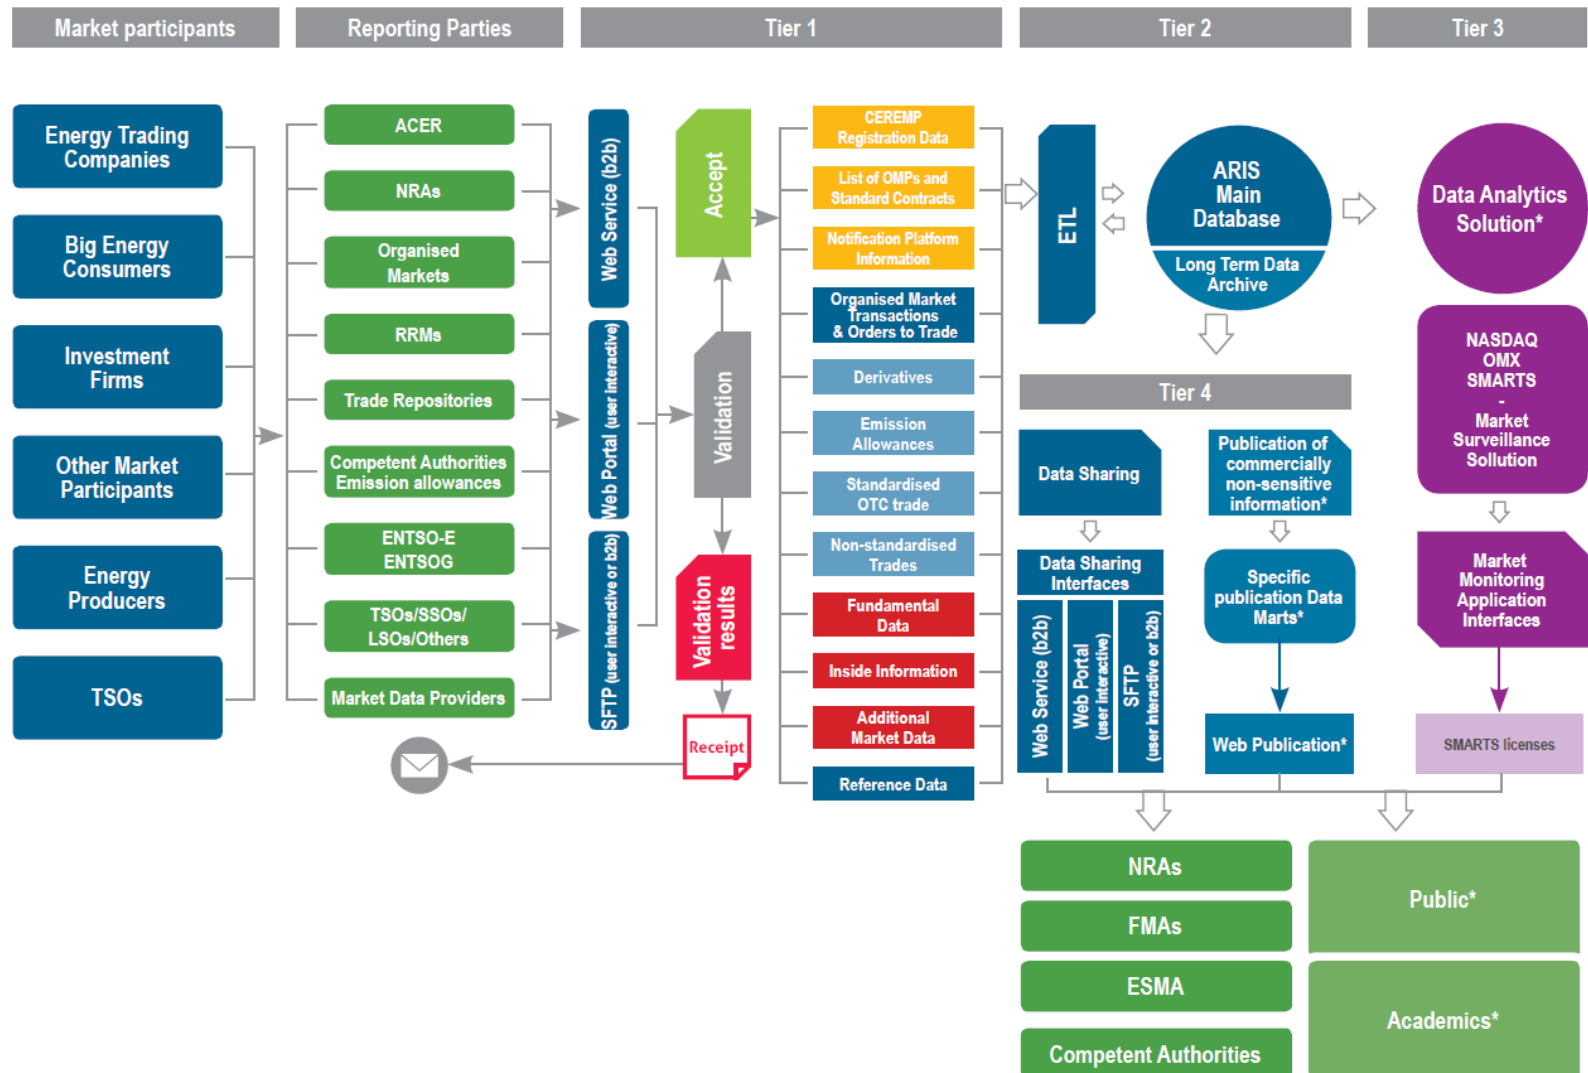 Market participants
Reporting Parties
Tier 1
Tier 2
Tier 3
Energy Trading
Companies
Big Energy
Consumers
Investment
Firms
Other Market
Participants
Energy
Producers
TSOs
ACER
NRAs
Organised
Markets
RRMs
Trade Repositories
Competent Authorities
Emission allowances
ENTSO-E
ENTSOG
TSOs/SSOs/
LSOs/Others
Market Data Providers
Web Service (b2b)
Web Portal (user interactive)
SFTP (user interactive or b2b)
Accept
Validation
Validation
results
Receipt
CEREMP
Registration Data
List of OMPs and
Standard Contracts
Notification Platform
Information
Organised Market
Transactions
& Orders to Trade
Derivatives
Emission
Allowances
Standardised
OTC trade
Non-standardised
Trades
Fundamental
Data
Inside Information
Additional
Market Data
Reference Data
ETL
ARIS
Main
Database
Long Term Data
Archive
Tier 4
Data Sharing
Data Sharing
Interfaces
Web Service (b2b)
Web Portal
(user interactive)
SFTP
(user interactive or b2b)
Publication of
commercially
non-sensitive
information*
Specific
publication Data
Marts*
Web Publication*
Data Analytics
Solution*
NASDAQ
OMX
SMARTS
-
Market
Surveillance
Sollution
Market
Monitoring
Application
Interfaces
SMARTS licenses
NRAs
FMAs
ESMA
Competent Authorities
Public*
Academics*